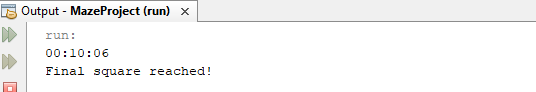 Output - MazeProject (run) ×
run:
00:10:06
Final square reached!